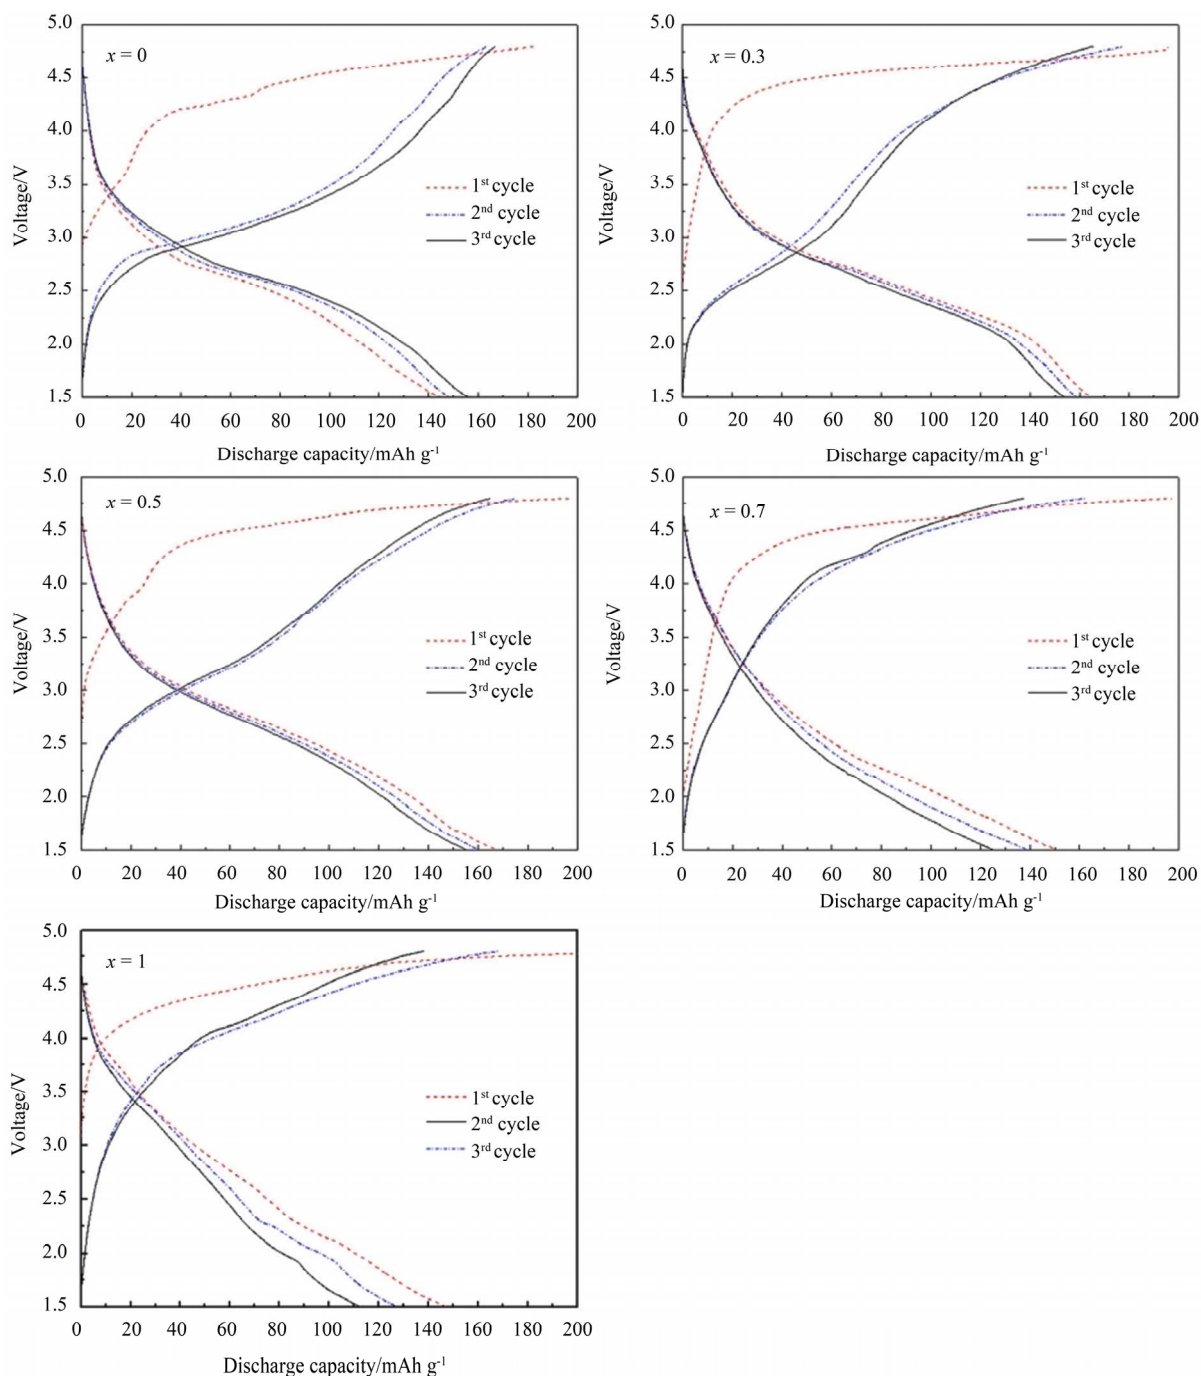 x = 0
5.0
4.5
4.0
3.5
3.0
2.5
2.0
1.5
Voltage/V
1st cycle
2nd cycle
3rd cycle
0 20 40 60 80 100 120 140 160 180 200
Discharge capacity/mAh g-1
x = 0.3
5.0
4.5
4.0
3.5
3.0
2.5
2.0
1.5
Voltage/V
1st cycle
2nd cycle
3rd cycle
0 20 40 60 80 100 120 140 160 180 200
Discharge capacity/mAh g-1
x = 0.5
5.0
4.5
4.0
3.5
3.0
2.5
2.0
1.5
Voltage/V
1st cycle
2nd cycle
3rd cycle
0 20 40 60 80 100 120 140 160 180 200
Discharge capacity/mAh g-1
x = 0.7
5.0
4.5
4.0
3.5
3.0
2.5
2.0
1.5
Voltage/V
1st cycle
2nd cycle
3rd cycle
0 20 40 60 80 100 120 140 160 180 200
Discharge capacity/mAh g-1
x = 1
5.0
4.5
4.0
3.5
3.0
2.5
2.0
1.5
Voltage/V
1st cycle
2nd cycle
3rd cycle
0 20 40 60 80 100 120 140 160 180 200
Discharge capacity/mAh g-1